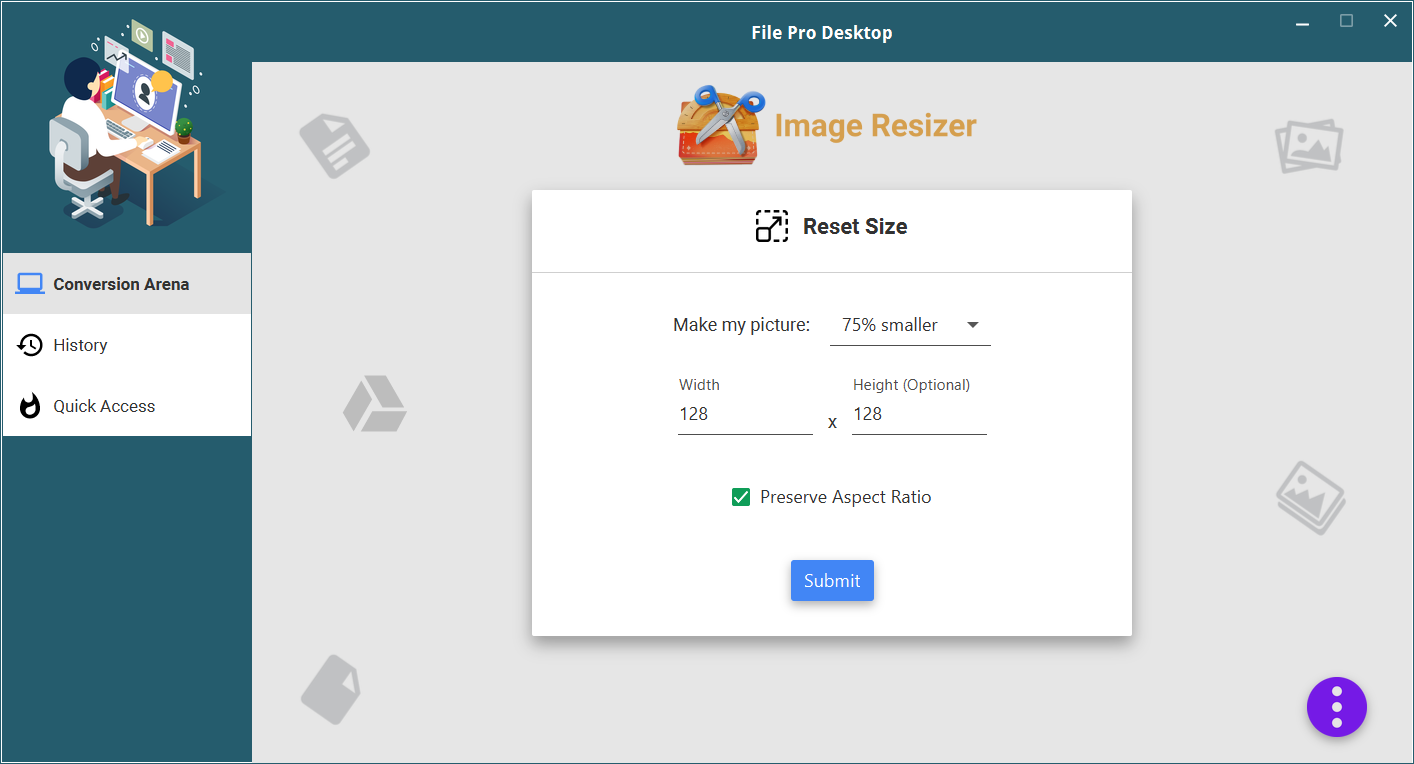 File Pro Desktop
Image Resizer
Conversion Arena
History
Quick Access
Reset Size
Make my picture: 75% smaller
Width Height (Optional)
128 x 128
Preserve Aspect Ratio
Submit